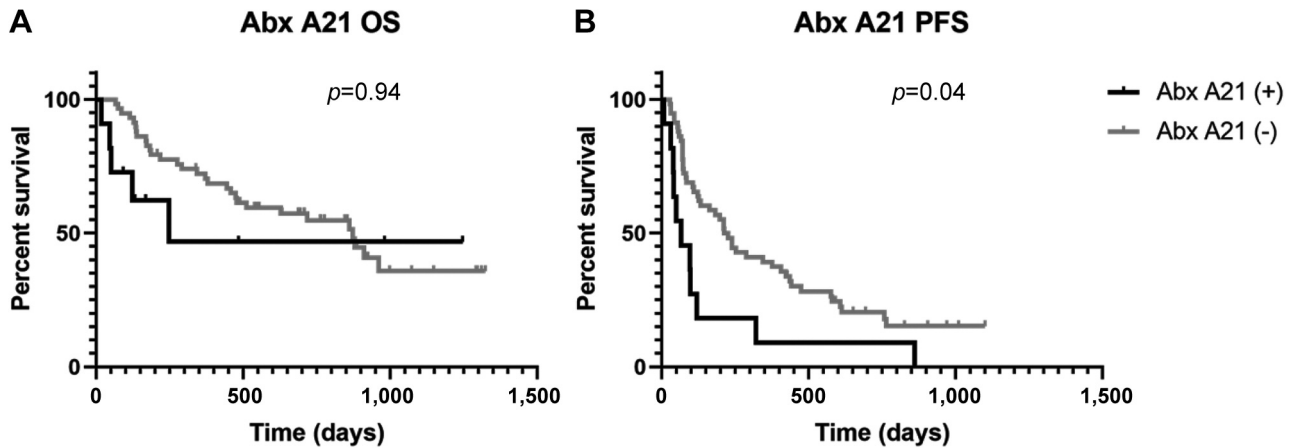 A
Abx A21 OS
p=0.94
Percent survival
100
50
0
0
500
1,000
1,500
Time (days)
B
Abx A21 PFS
p=0.04
Percent survival
100
50
0
0
500
1,000
1,500
Time (days)
Abx A21 (+)
Abx A21 (-)